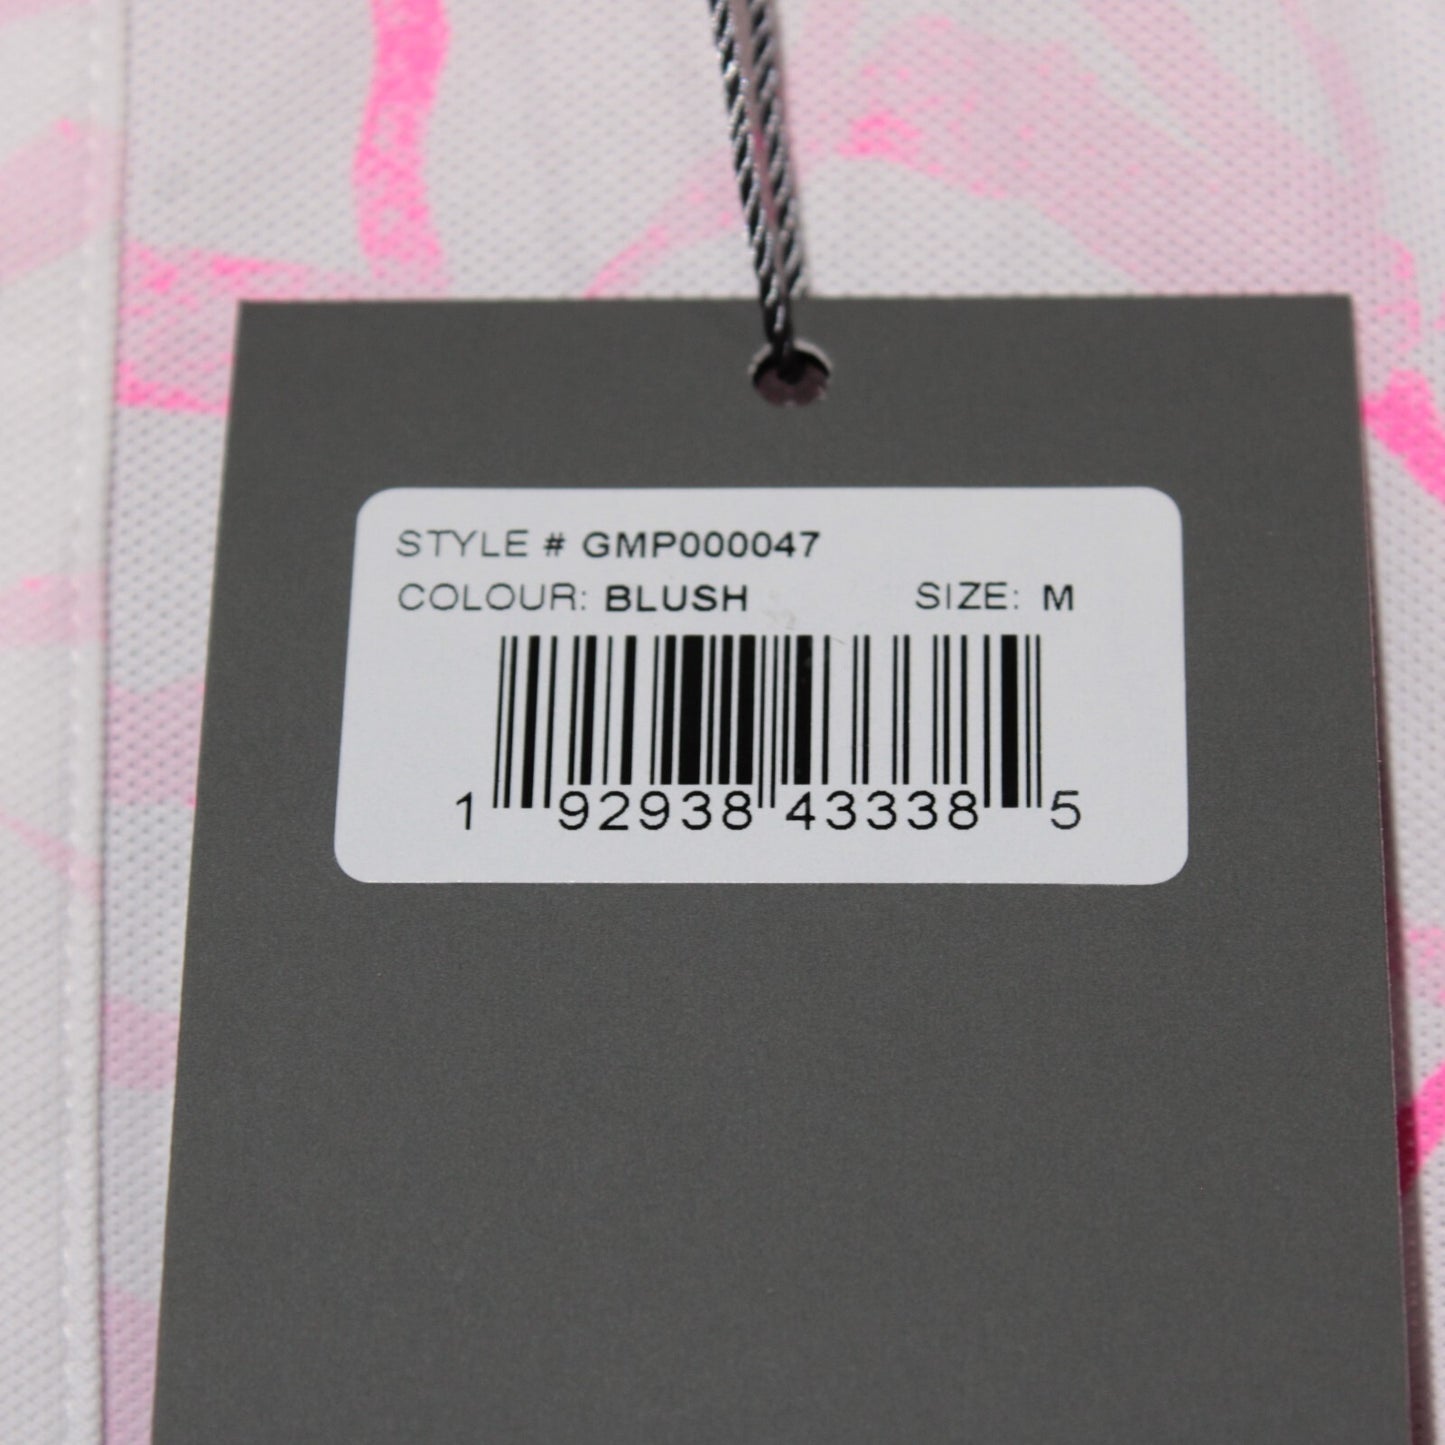 STYLE # GMP000047
COLOUR: BLUSH SIZE: M
1 92938 43338 5